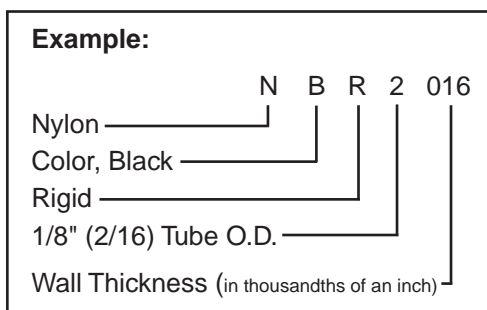 Example:
N B R 2 016
Nylon
Color, Black
Rigid
1/8" (2/16) Tube O.D.
Wall Thickness (in thousandths of an inch)